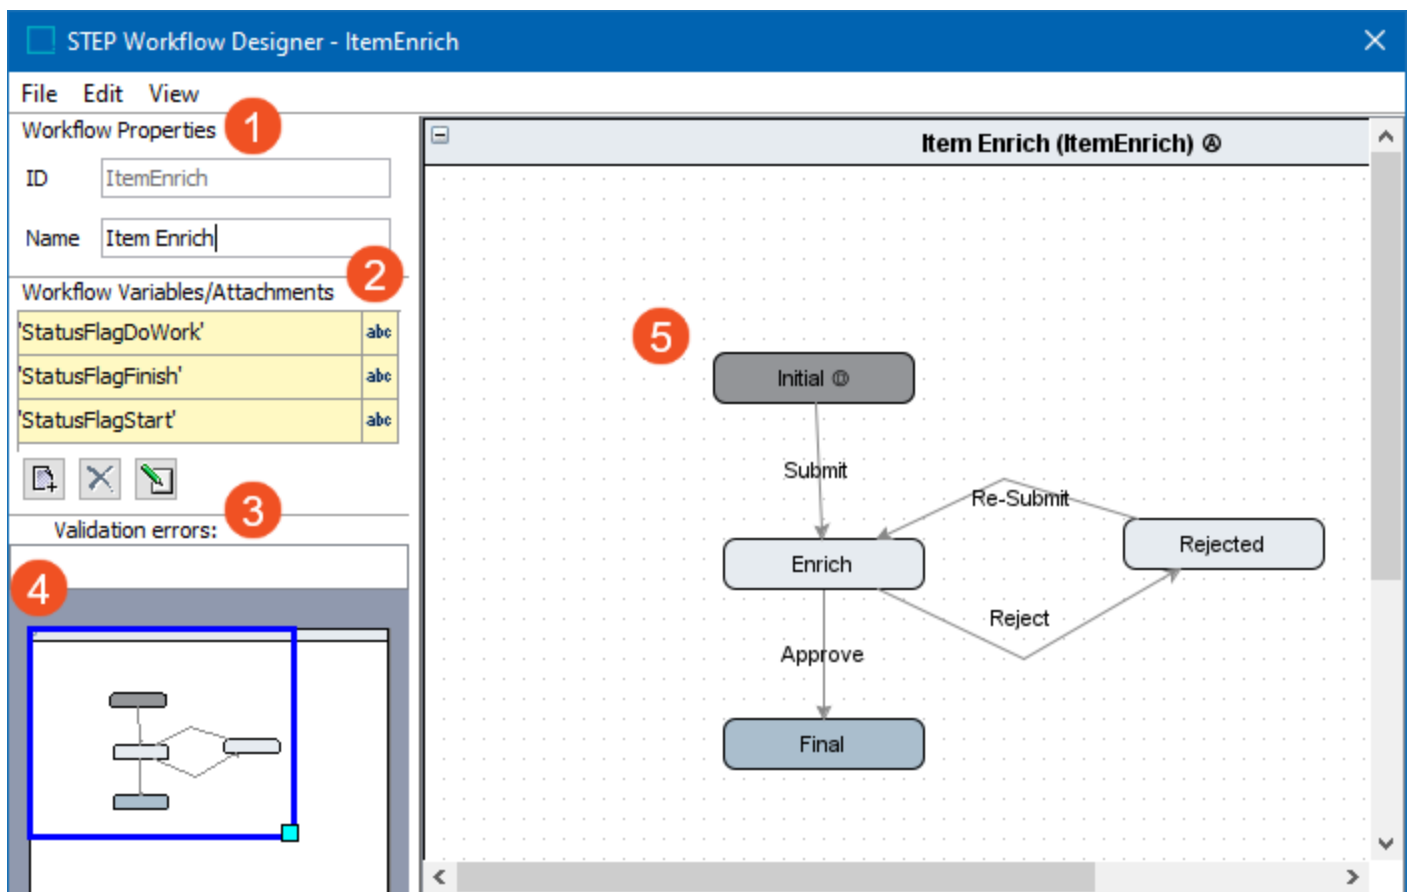 STEP Workflow Designer - ItemEnrich
File Edit View
Workflow Properties 1
ID ItemEnrich
Name Item Enrich
2
Workflow Variables/Attachments
'StatusFlagDoWork' abc
'StatusFlagFinish' abc
'StatusFlagStart' abc
3
Validation errors:
4
Item Enrich (ItemEnrich) Ⓐ
5
Initial Ⓓ
Submit
Re-Submit
Rejected
Enrich
Reject
Approve
Final